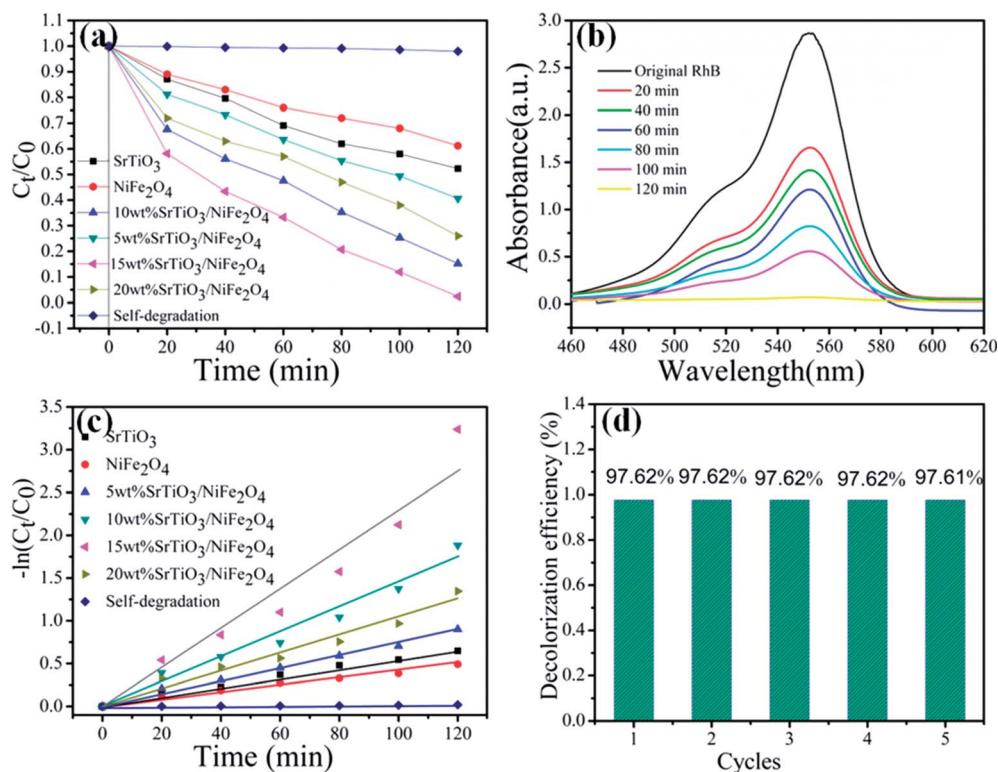 (a)
Ct/C0
1.0
0.9
0.8
0.7
0.6
0.5
0.4
0.3
0.2
0.1
0.0
-0.1
SrTiO3
NiFe2O4
10wt%SrTiO3/NiFe2O4
5wt%SrTiO3/NiFe2O4
15wt%SrTiO3/NiFe2O4
20wt%SrTiO3/NiFe2O4
Self-degradation
0 20 40 60 80 100 120
Time (min)
(b)
Absorbance(a.u.)
3.0
2.5
2.0
1.5
1.0
0.5
0.0
Original RhB
20 min
40 min
60 min
80 min
100 min
120 min
460 480 500 520 540 560 580 600 620
Wavelength(nm)
(c)
-ln(Ct/C0)
3.5
3.0
2.5
2.0
1.5
1.0
0.5
0.0
SrTiO3
NiFe2O4
5wt%SrTiO3/NiFe2O4
10wt%SrTiO3/NiFe2O4
15wt%SrTiO3/NiFe2O4
20wt%SrTiO3/NiFe2O4
Self-degradation
0 20 40 60 80 100 120
Time (min)
(d)
Decolorization efficiency (%)
1.4
1.2
1.0
0.8
0.6
0.4
0.2
0.0
97.62% 97.62% 97.62% 97.62% 97.61%
1 2 3 4 5
Cycles